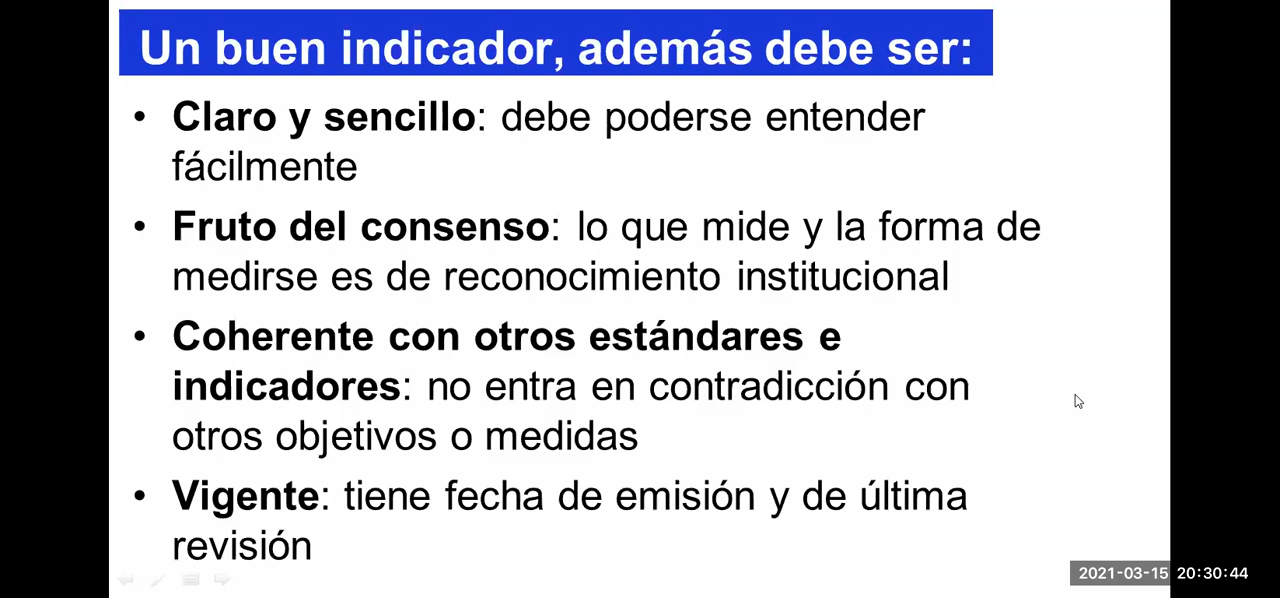 Un buen indicador, además debe ser:
• Claro y sencillo: debe poderse entender
fácilmente
• Fruto del consenso: lo que mide y la forma de
medirse es de reconocimiento institucional
• Coherente con otros estándares e
indicadores: no entra en contradicción con
otros objetivos o medidas
• Vigente: tiene fecha de emisión y de última
revisión
2021-03-15 20:30:44